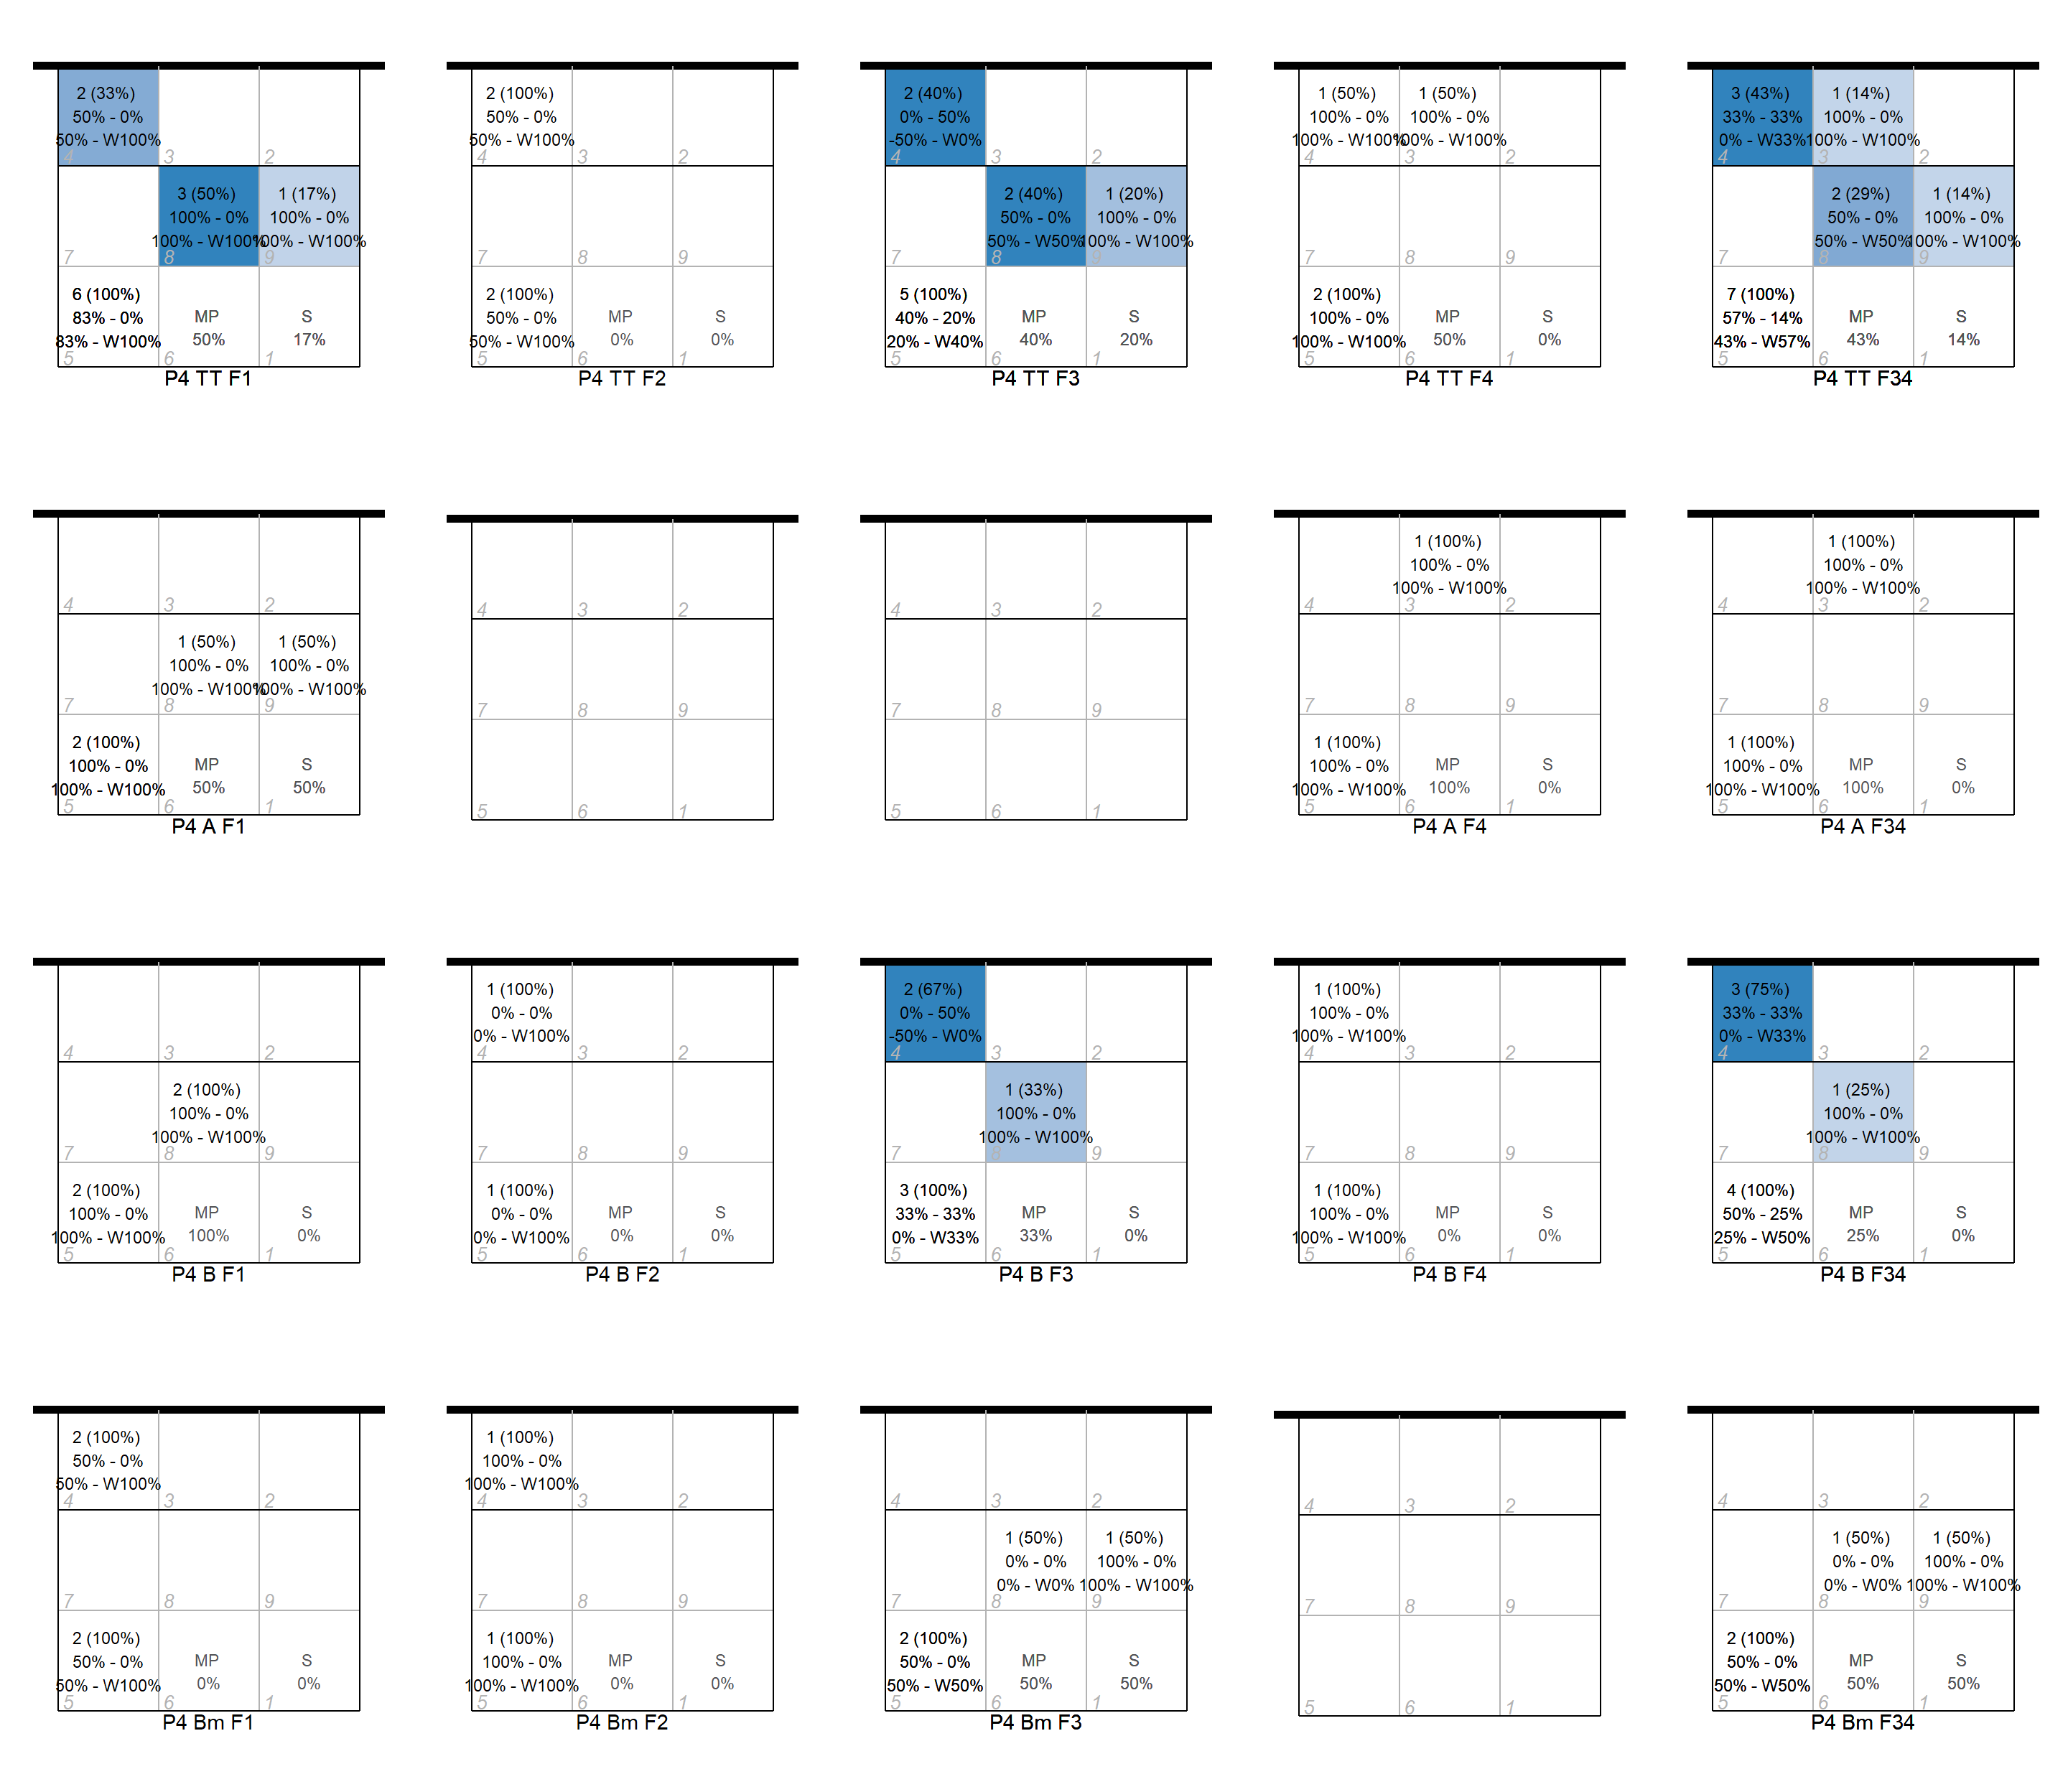 2 (33%)
50% - 0%
50% - W100%
4 3 2
3 (50%) 1 (17%)
100% - 0% 100% - 0%
100% - W100% 100% - W100%
7 8 9
6 (100%)
83% - 0% MP S
83% - W100% 50% 17%
5 6 1
P4 TT F1
2 (100%)
50% - 0%
50% - W100%
4 3 2
7 8 9
2 (100%)
50% - 0% MP S
50% - W100% 0% 0%
5 6 1
P4 TT F2
2 (40%)
0% - 50%
-50% - W0%
4 3 2
2 (40%) 1 (20%)
50% - 0% 100% - 0%
50% - W50% 100% - W100%
7 8 9
5 (100%)
40% - 20% MP S
20% - W40% 40% 20%
5 6 1
P4 TT F3
1 (50%) 1 (50%)
100% - 0% 100% - 0%
100% - W100% 100% - W100%
4 3 2
7 8 9
2 (100%)
100% - 0% MP S
100% - W100% 50% 0%
5 6 1
P4 TT F4
3 (43%) 1 (14%)
33% - 33% 100% - 0%
0% - W33% 100% - W100%
4 3 2
2 (29%) 1 (14%)
50% - 0% 100% - 0%
50% - W50% 100% - W100%
7 8 9
7 (100%)
57% - 14% MP S
43% - W57% 43% 14%
5 6 1
P4 TT F34
4 3 2
1 (50%) 1 (50%)
100% - 0% 100% - 0%
100% - W100% 100% - W100%
7 8 9
2 (100%)
100% - 0% MP S
100% - W100% 50% 50%
5 6 1
P4 A F1
4 3 2
7 8 9
5 6 1
4 3 2
7 8 9
5 6 1
1 (100%)
100% - 0%
100% - W100%
4 3 2
7 8 9
1 (100%)
100% - 0% MP S
100% - W100% 100% 0%
5 6 1
P4 A F4
1 (100%)
100% - 0%
100% - W100%
4 3 2
7 8 9
1 (100%)
100% - 0% MP S
100% - W100% 100% 0%
5 6 1
P4 A F34
4 3 2
2 (100%)
100% - 0%
100% - W100%
7 8 9
2 (100%)
100% - 0% MP S
100% - W100% 100% 0%
5 6 1
P4 B F1
1 (100%)
0% - 0%
0% - W100%
4 3 2
7 8 9
1 (100%)
0% - 0% MP S
0% - W100% 0% 0%
5 6 1
P4 B F2
2 (67%)
0% - 50%
-50% - W0%
4 3 2
1 (33%)
100% - 0%
100% - W100%
7 8 9
3 (100%)
33% - 33% MP S
0% - W33% 33% 0%
5 6 1
P4 B F3
1 (100%)
100% - 0%
100% - W100%
4 3 2
7 8 9
1 (100%)
100% - 0% MP S
100% - W100% 0% 0%
5 6 1
P4 B F4
3 (75%)
33% - 33%
0% - W33%
4 3 2
1 (25%)
100% - 0%
100% - W100%
7 8 9
4 (100%)
50% - 25% MP S
25% - W50% 25% 0%
5 6 1
P4 B F34
2 (100%)
50% - 0%
50% - W100%
4 3 2
7 8 9
2 (100%)
50% - 0% MP S
50% - W100% 0% 0%
5 6 1
P4 Bm F1
1 (100%)
100% - 0%
100% - W100%
4 3 2
7 8 9
1 (100%)
100% - 0% MP S
100% - W100% 0% 0%
5 6 1
P4 Bm F2
4 3 2
1 (50%) 1 (50%)
0% - 0% 100% - 0%
0% - W0% 100% - W100%
7 8 9
2 (100%)
50% - 0% MP S
50% - W50% 50% 50%
5 6 1
P4 Bm F3
4 3 2
7 8 9
5 6 1
4 3 2
1 (50%) 1 (50%)
0% - 0% 100% - 0%
0% - W0% 100% - W100%
7 8 9
2 (100%)
50% - 0% MP S
50% - W50% 50% 50%
5 6 1
P4 Bm F34